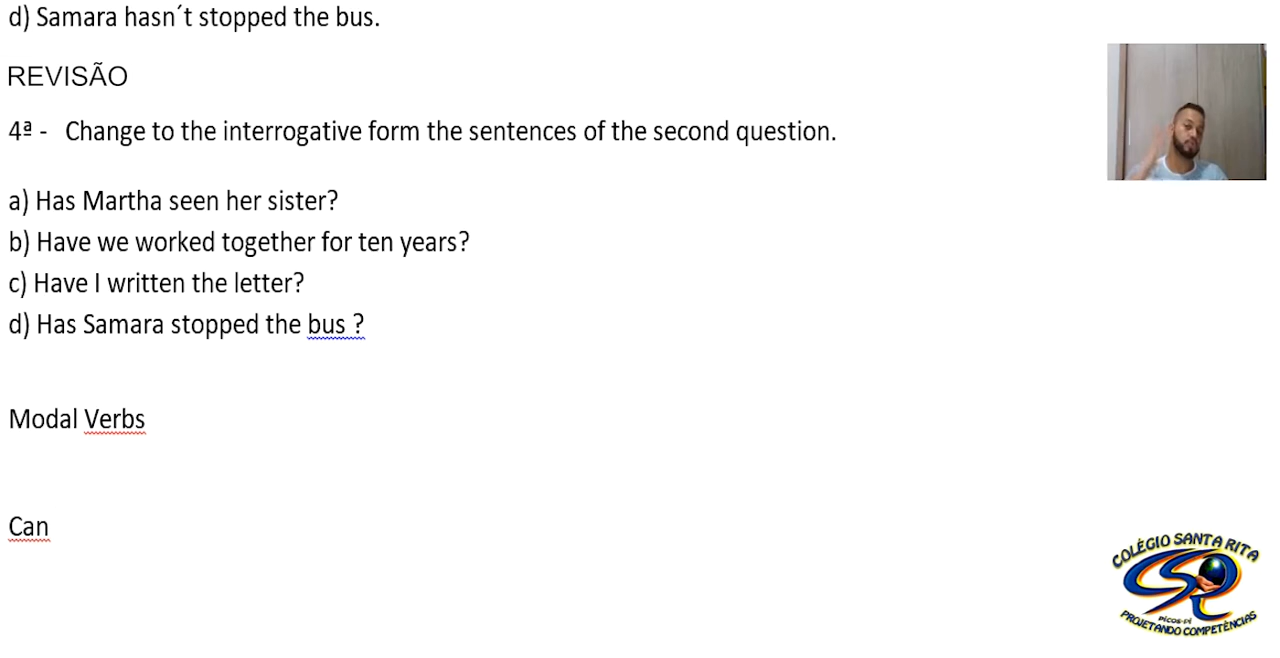 d) Samara hasn´t stopped the bus.
REVISÃO
4ª - Change to the interrogative form the sentences of the second question.
a) Has Martha seen her sister?
b) Have we worked together for ten years?
c) Have I written the letter?
d) Has Samara stopped the bus ?
Modal Verbs
Can
COLÉGIO SANTA RITA
PICOS-PI
PROJETANDO COMPETÊNCIAS